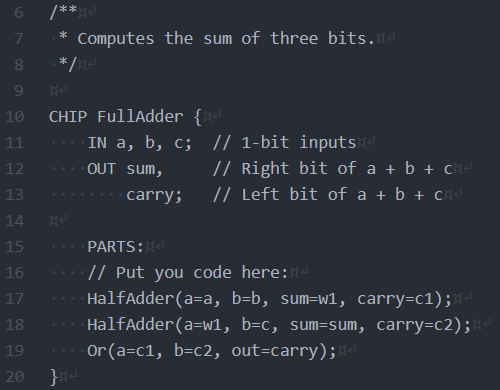 6 /**
7  * Computes the sum of three bits.
8  */
9
10 CHIP FullAdder {
11     IN a, b, c;  // 1-bit inputs
12     OUT sum,     // Right bit of a + b + c
13         carry;   // Left bit of a + b + c
14
15     PARTS:
16     // Put you code here:
17     HalfAdder(a=a, b=b, sum=w1, carry=c1);
18     HalfAdder(a=w1, b=c, sum=sum, carry=c2);
19     Or(a=c1, b=c2, out=carry);
20 }